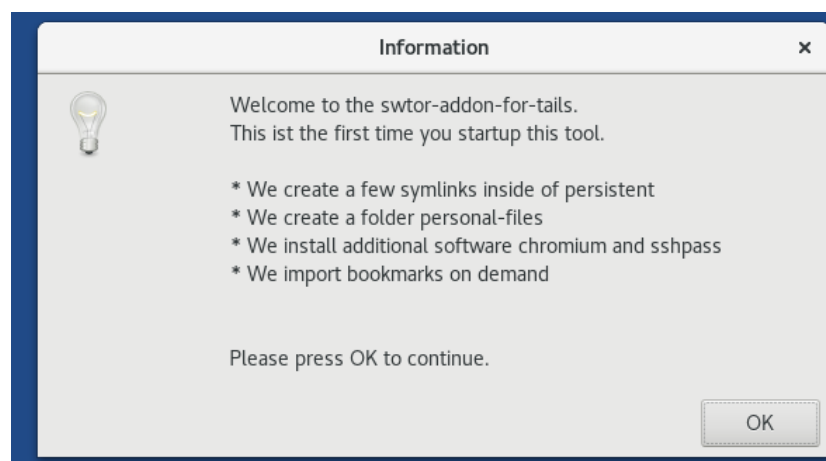 Information
Welcome to the swtor-addon-for-tails.
This ist the first time you startup this tool.
* We create a few symlinks inside of persistent
* We create a folder personal-files
* We install additional software chromium and sshpass
* We import bookmarks on demand
Please press OK to continue.
OK